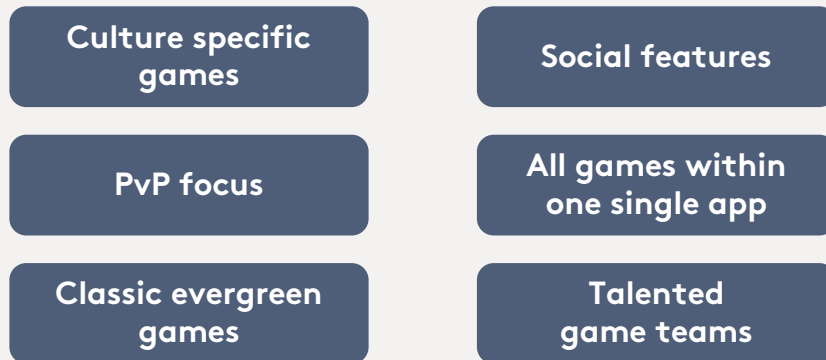 Culture specific
games
Social features
PvP focus
All games within
one single app
Classic evergreen
games
Talented
game teams